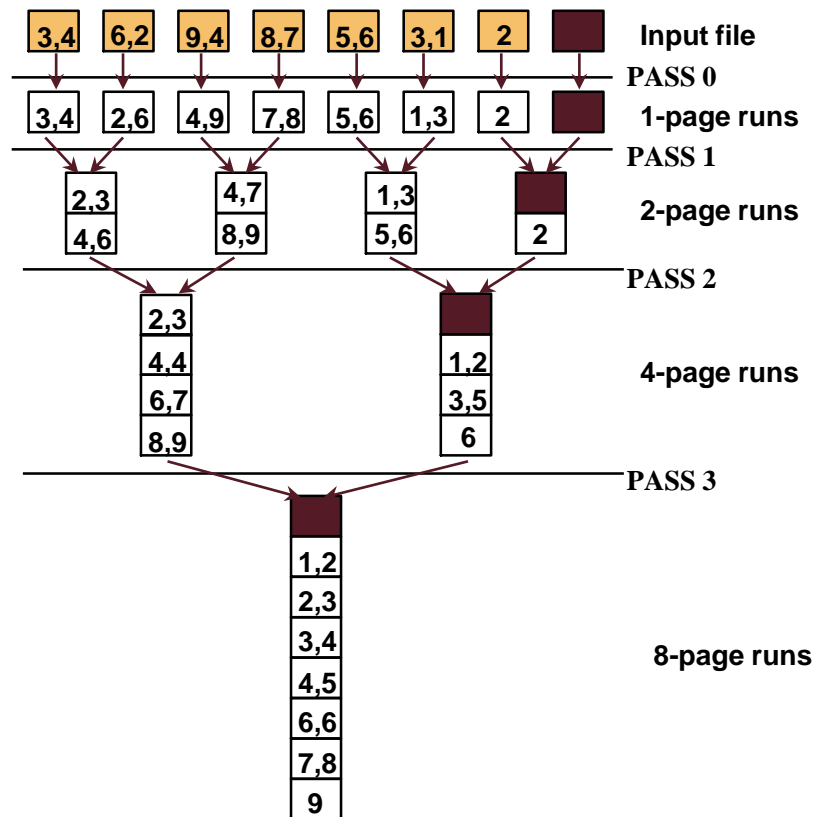 3,4 6,2 9,4 8,7 5,6 3,1 2 Input file
PASS 0
3,4 2,6 4,9 7,8 5,6 1,3 2 1-page runs
PASS 1
2,3 4,7 1,3
4,6 8,9 5,6 2
2-page runs
PASS 2
2,3
4,4 1,2
6,7 3,5
8,9 6
4-page runs
PASS 3
1,2
2,3
3,4
4,5
6,6
7,8
9
8-page runs